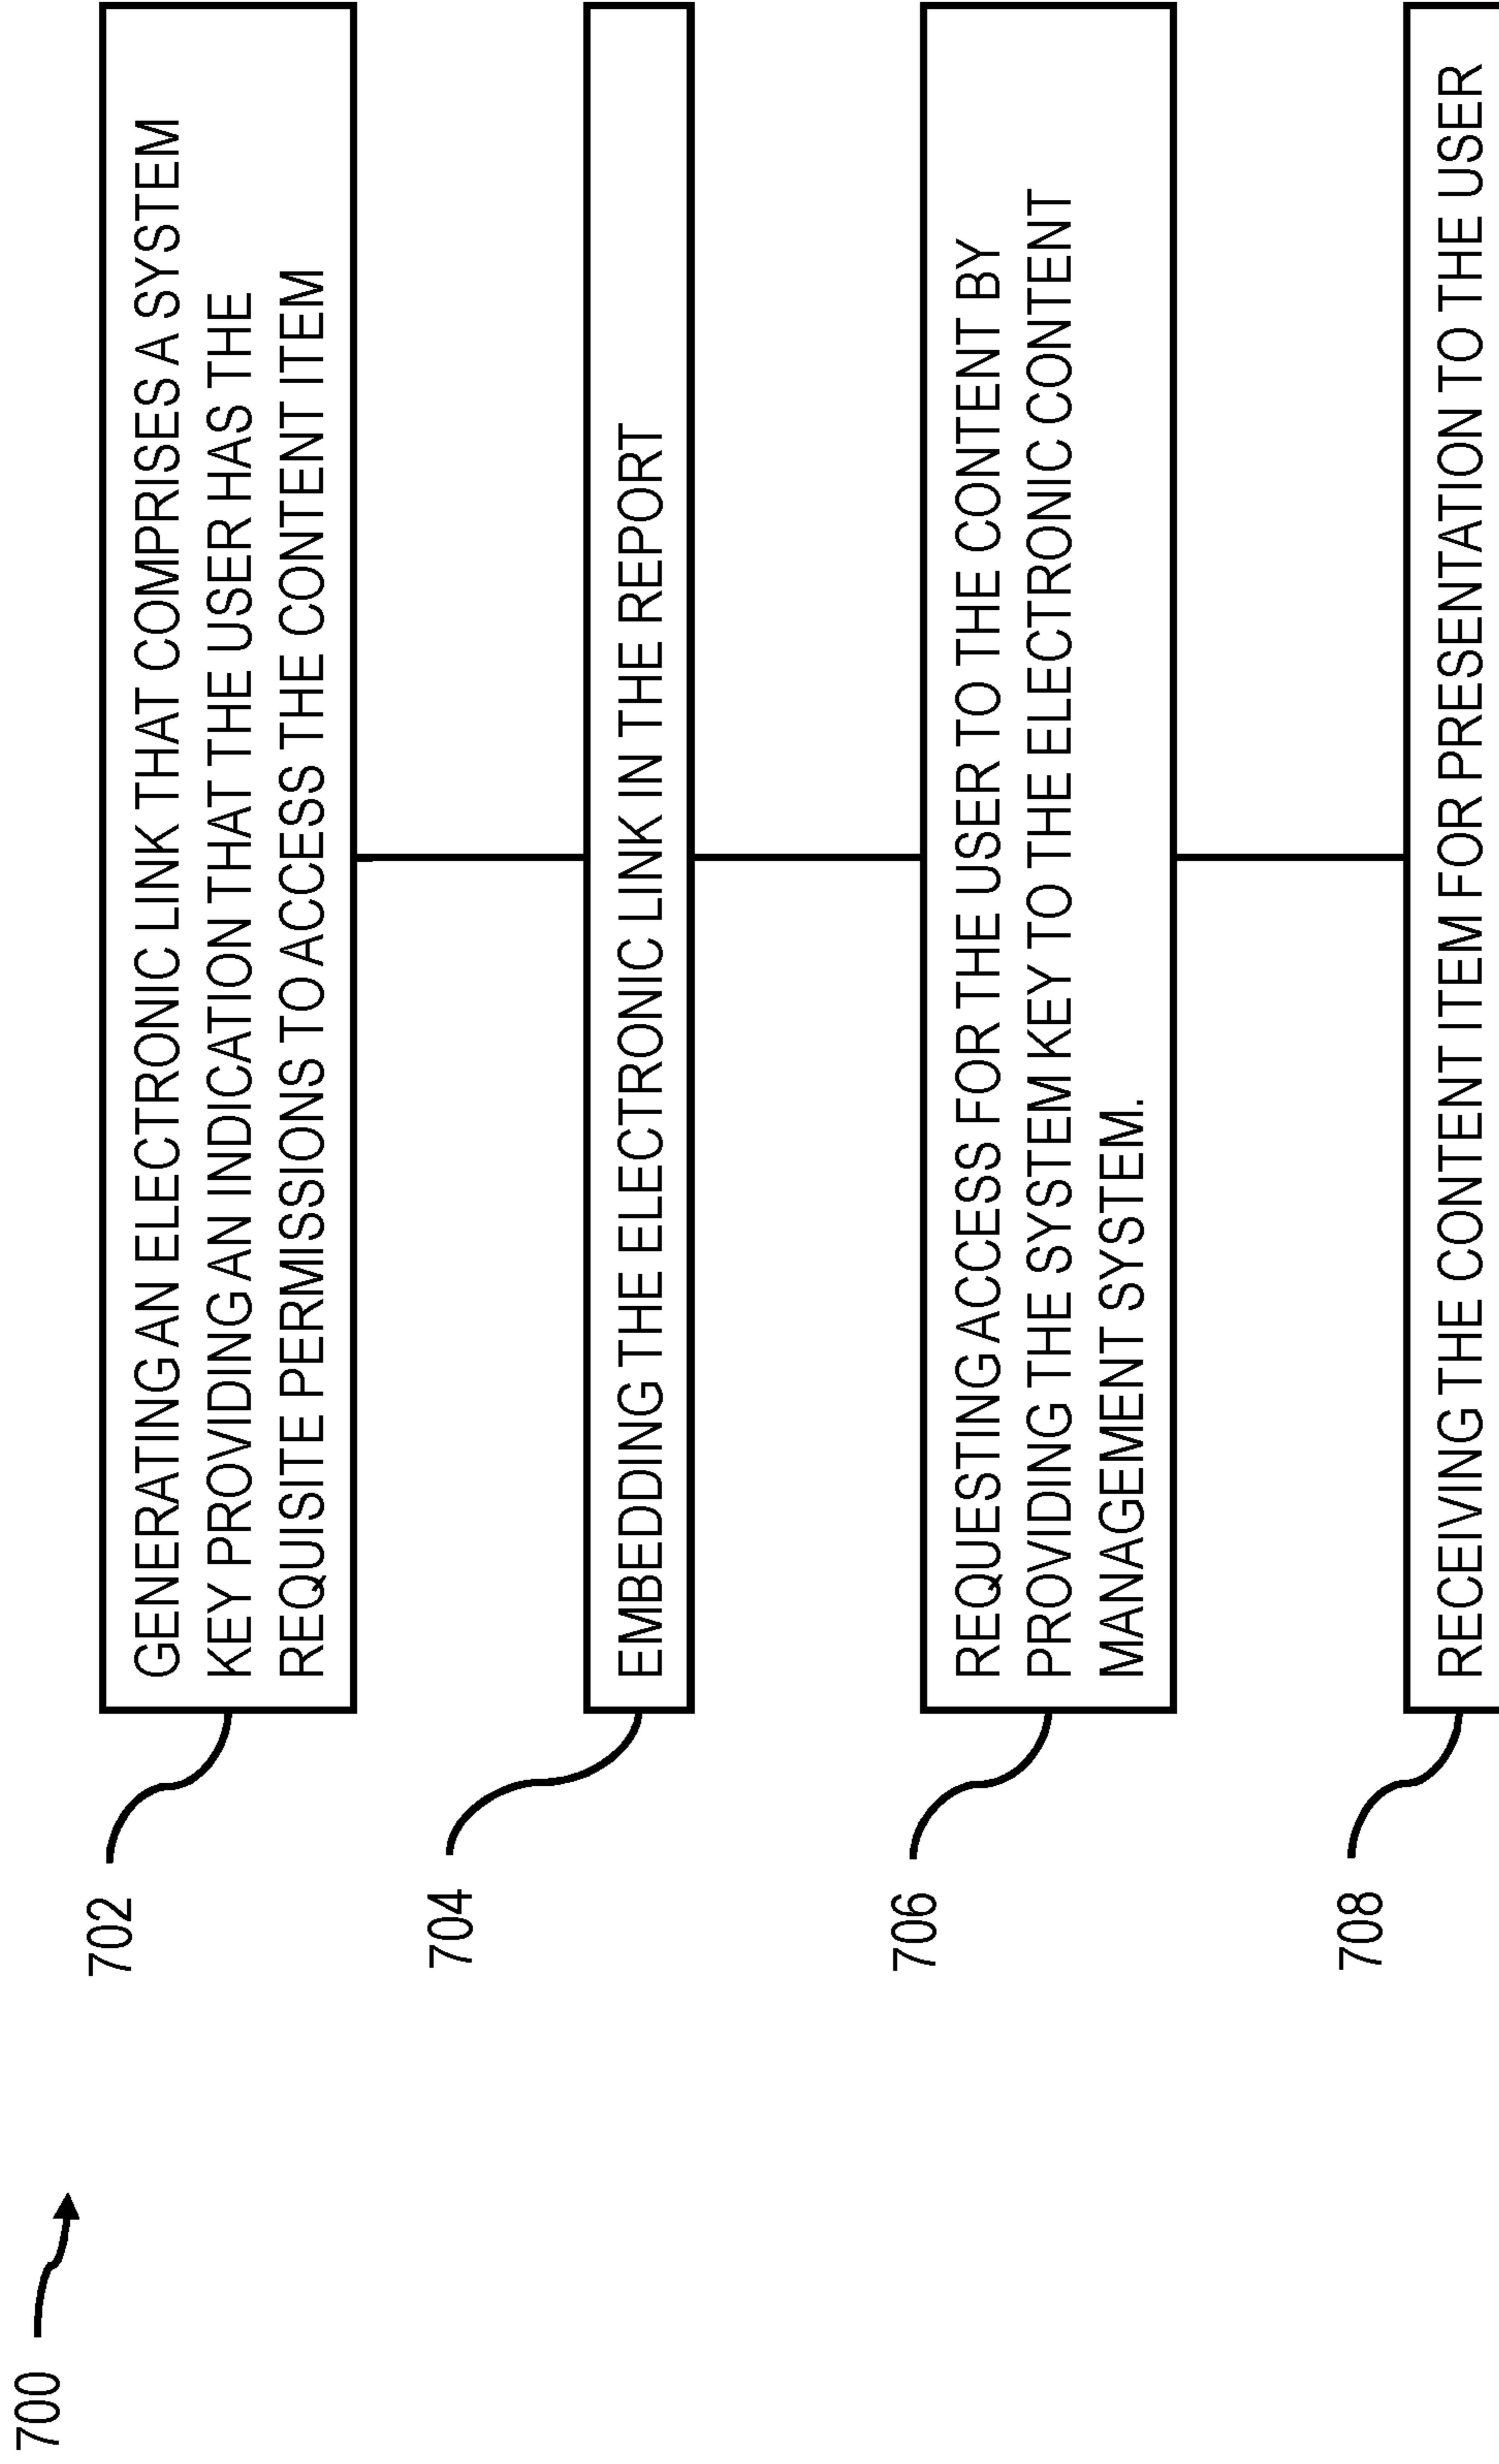 700
702
GENERATING AN ELECTRONIC LINK THAT COMPRISES A SYSTEM
KEY PROVIDING AN INDICATION THAT THE USER HAS THE
REQUISITE PERMISSIONS TO ACCESS THE CONTENT ITEM
704
EMBEDDING THE ELECTRONIC LINK IN THE REPORT
706
REQUESTING ACCESS FOR THE USER TO THE CONTENT BY
PROVIDING THE SYSTEM KEY TO THE ELECTRONIC CONTENT
MANAGEMENT SYSTEM.
708
RECEIVING THE CONTENT ITEM FOR PRESENTATION TO THE USER